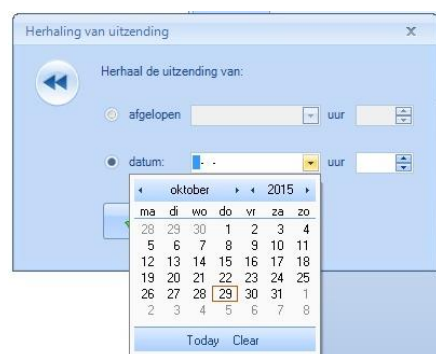 Herhaling van uitzending x
Herhaal de uitzending van:
afgelopen uur
datum: - - uur
oktober 2015
ma di wo do vr za zo
28 29 30 1 2 3 4
5 6 7 8 9 10 11
12 13 14 15 16 17 18
19 20 21 22 23 24 25
26 27 28 29 30 31 1
2 3 4 5 6 7 8
Today Clear